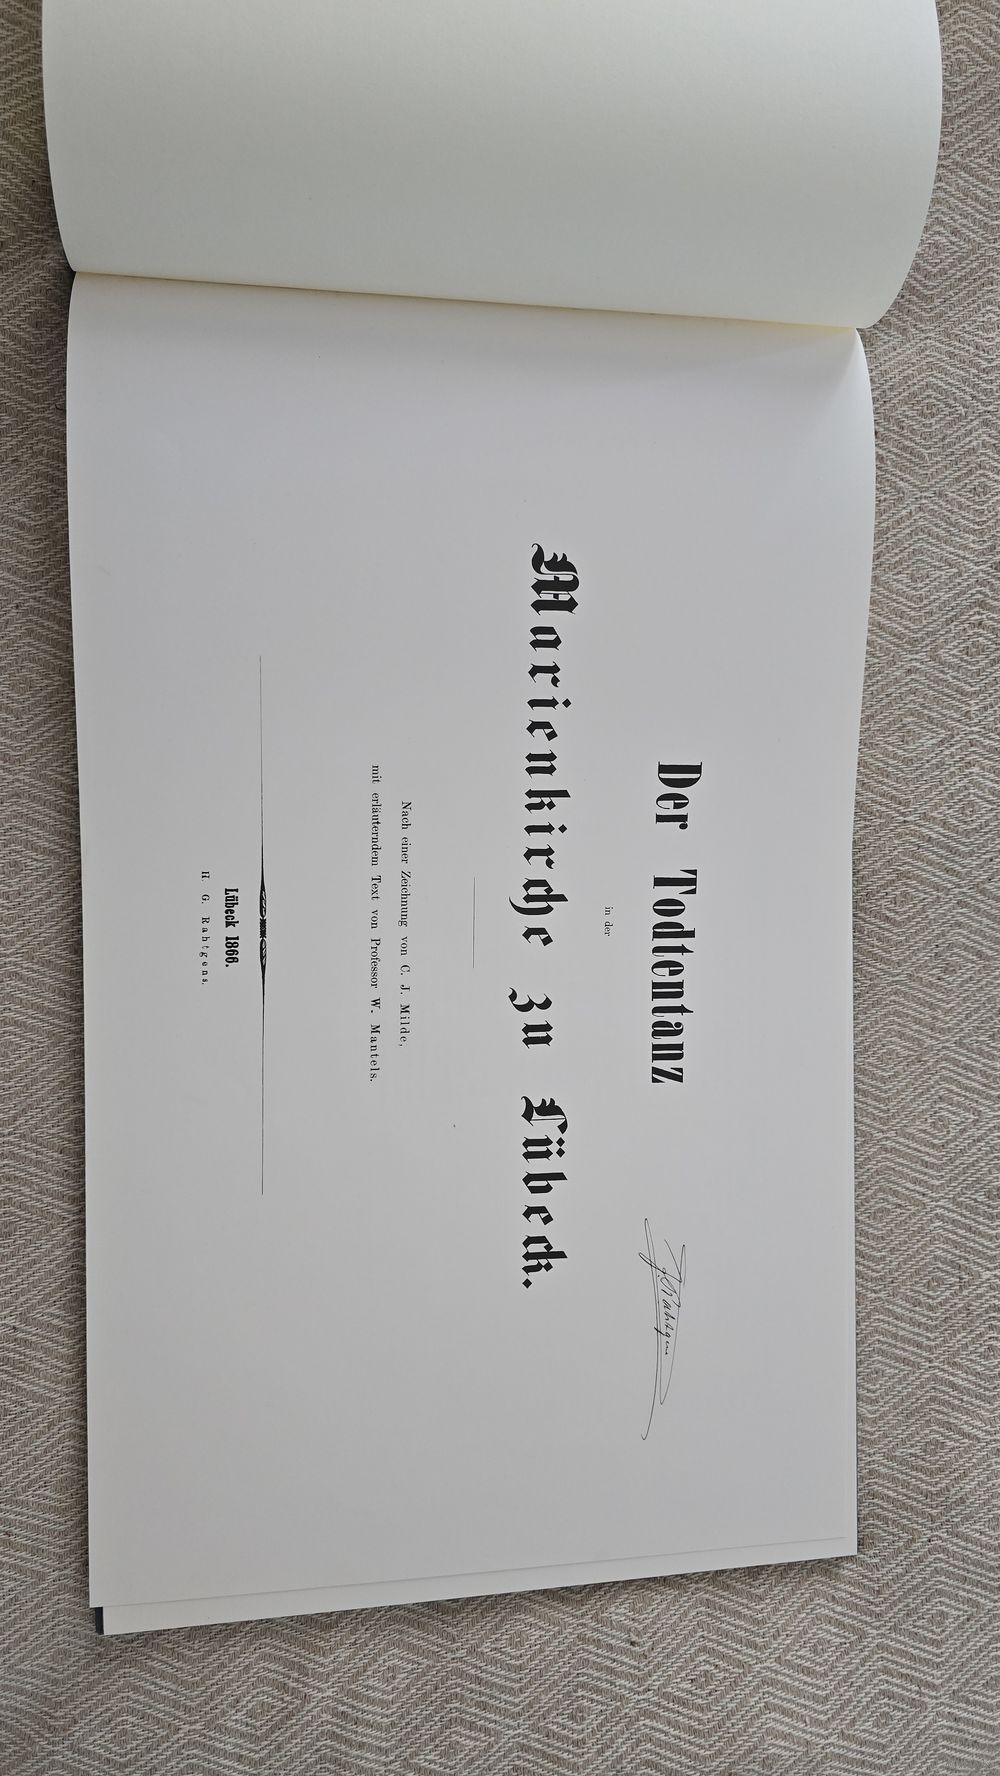 Der Todtentanz
in der
Marienkirche zu Lübeck.
Nach einer Zeichnung von C. J. Milde,
mit erläuterndem Text von Professor W. Mantels.
Lübeck 1866.
H. G. Rahtgens.
Rahtgens